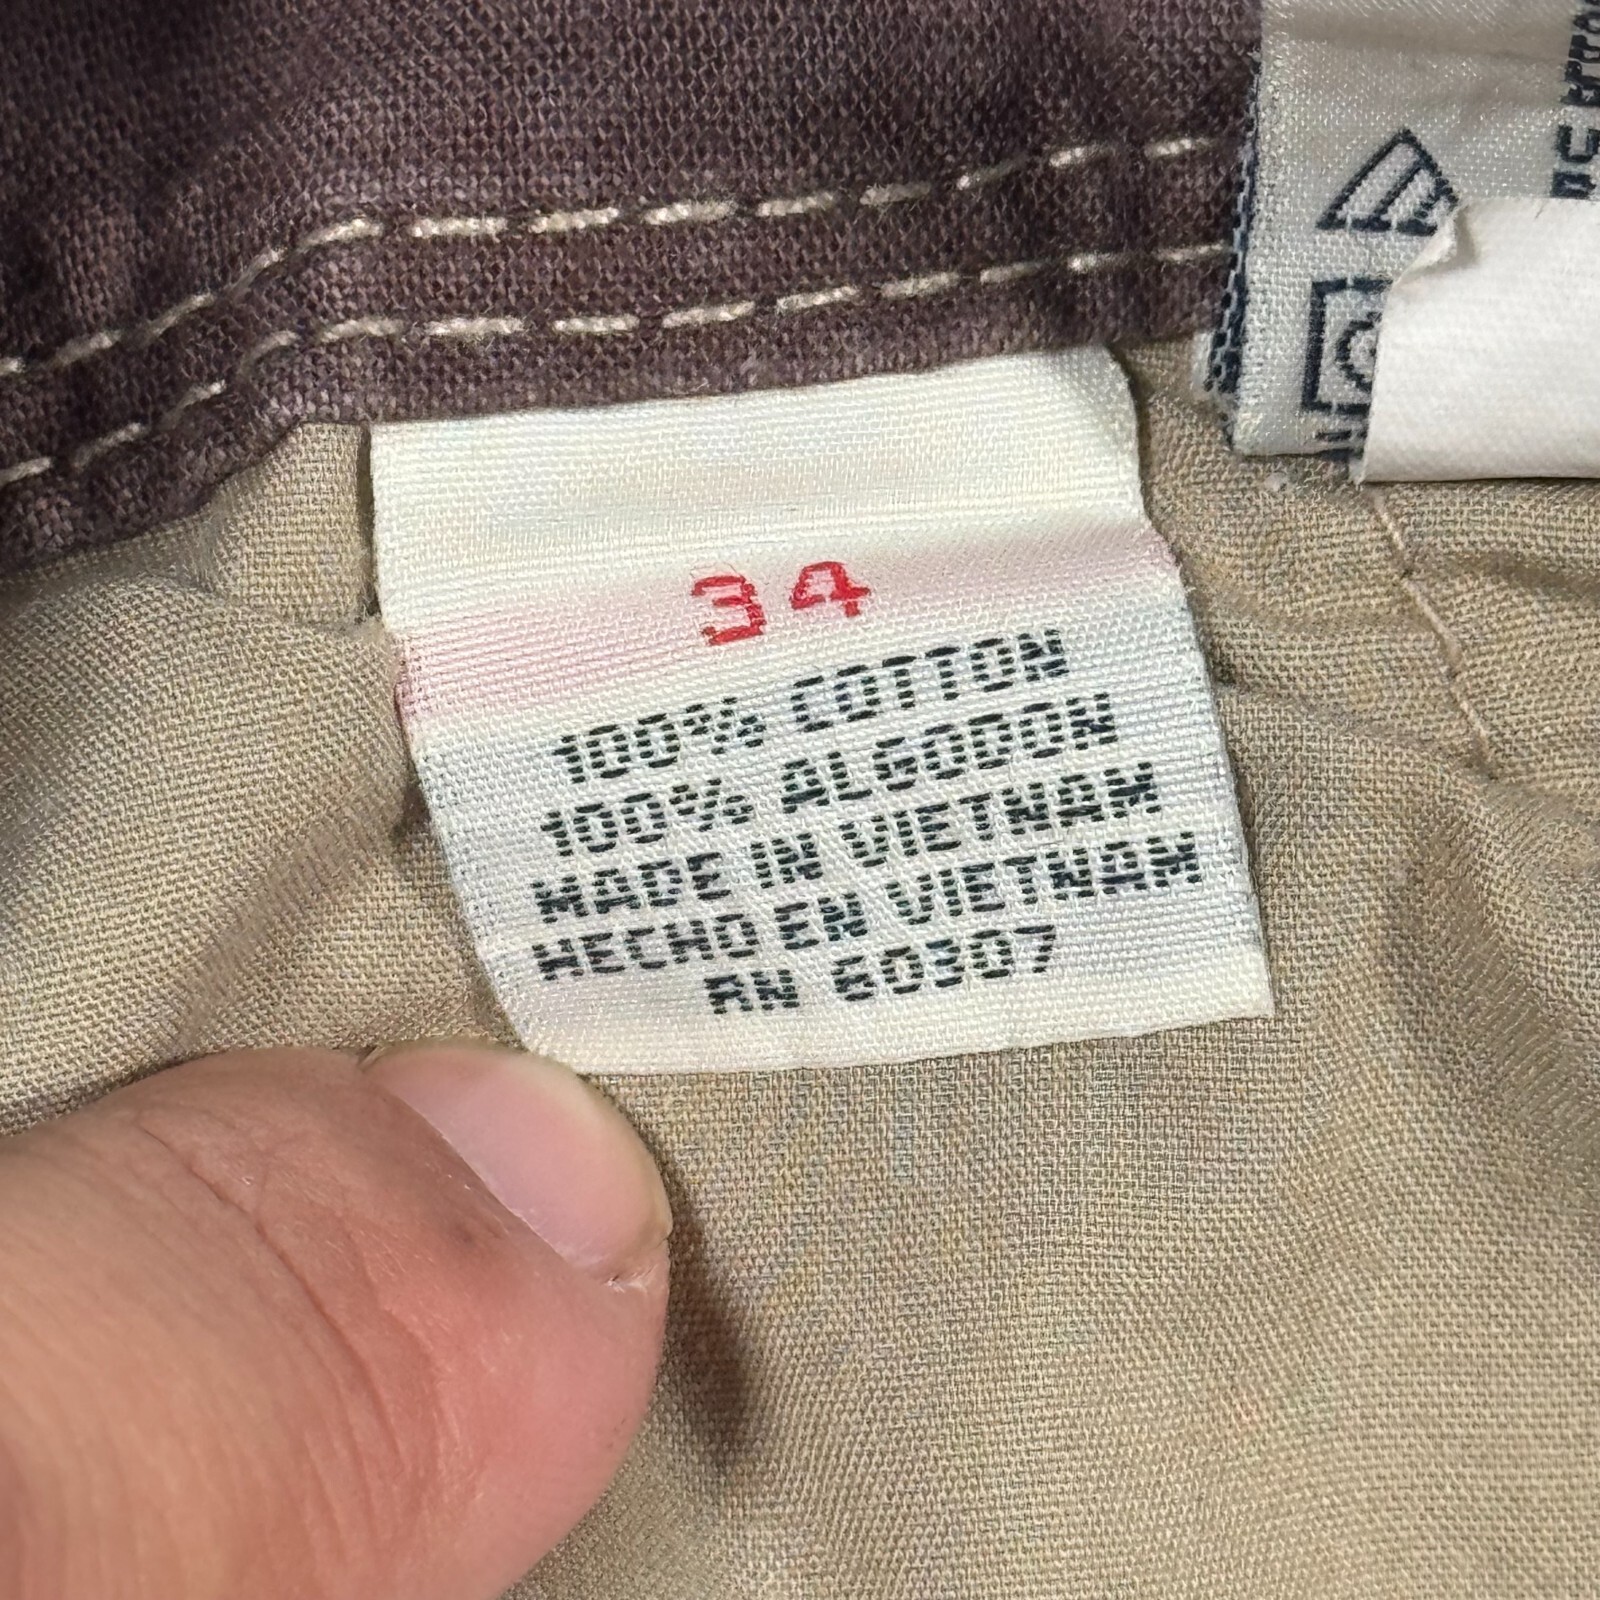 34
100% COTTON
100% ALGODON
MADE IN VIETNAM
HECHO EN VIETNAM
RN 60307